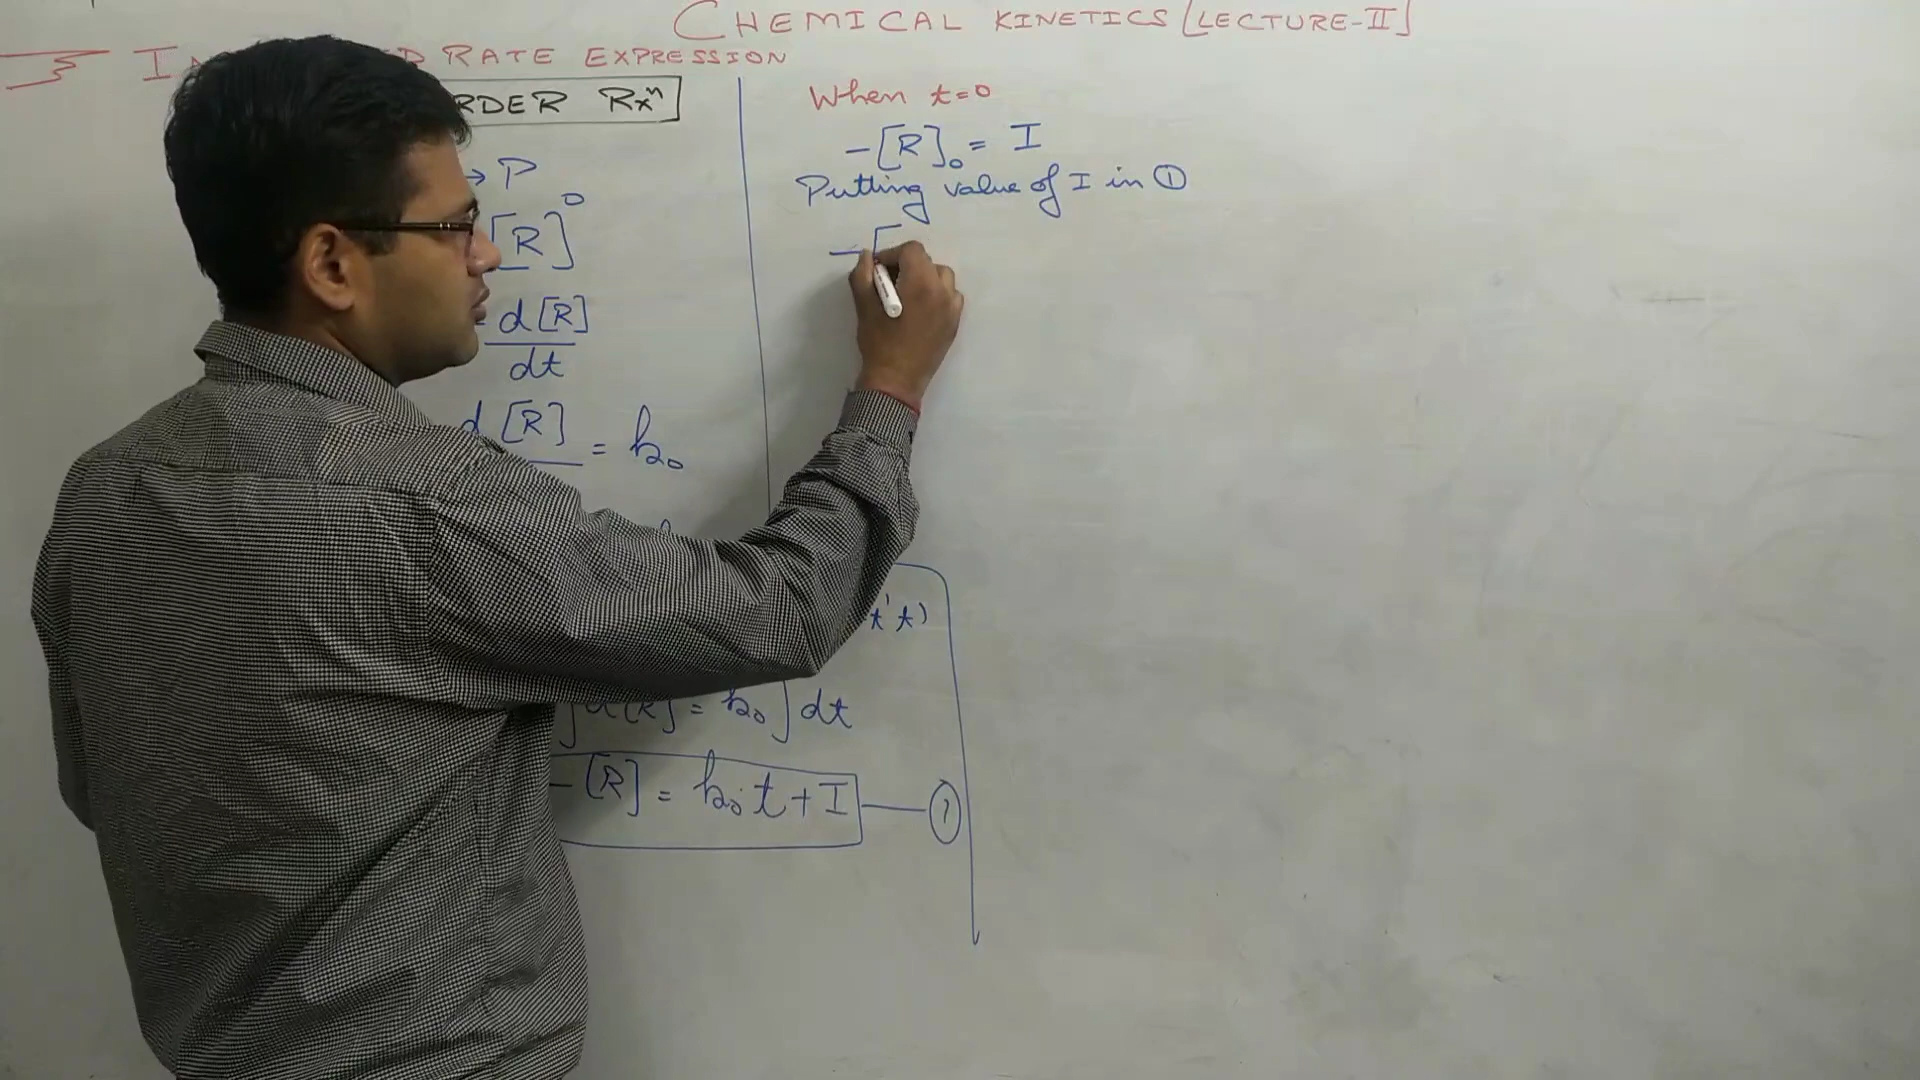 CHEMICAL KINETICS [LECTURE-II]
RATE EXPRESSION
RDER Rxⁿ
→ P
[R]⁰
d[R]
dt
d [R] = k₀
t't)
d[R] = k₀ ∫ dt
-[R] = k₀t + I —— ①
When t=0
-[R]₀ = I
Putting value of I in ①
-[